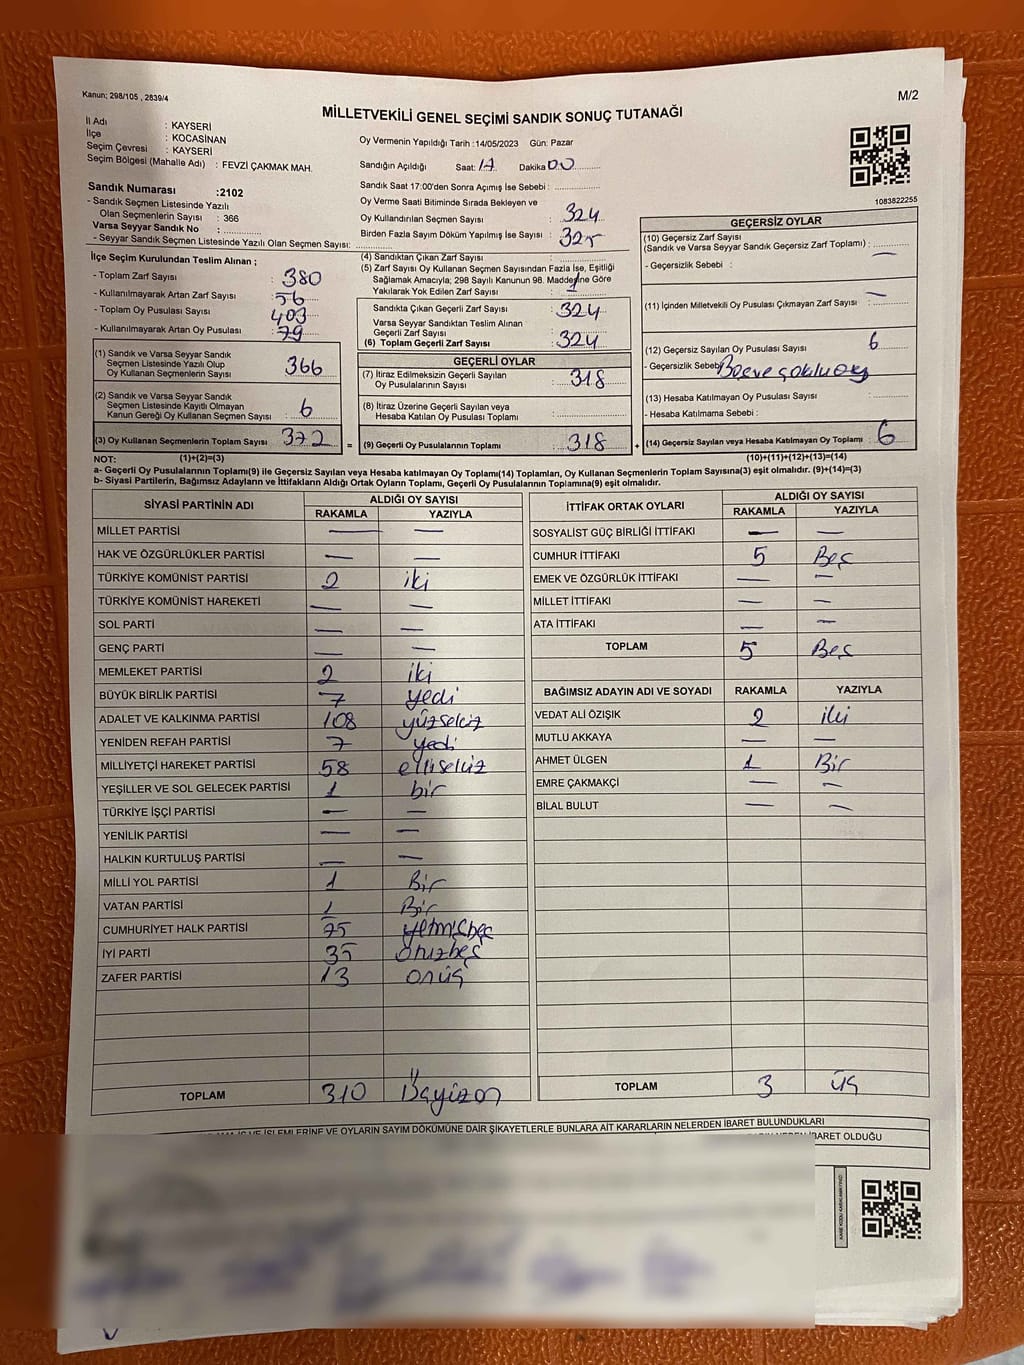 Kanun; 298/105 , 2839/4
M/2
MİLLETVEKİLİ GENEL SEÇİMİ SANDIK SONUÇ TUTANAĞI
İl Adı : KAYSERİ
İlçe : KOCASİNAN
Seçim Çevresi : KAYSERİ
Seçim Bölgesi (Mahalle Adı) : FEVZİ ÇAKMAK MAH.
Sandık Numarası :2102
- Sandık Seçmen Listesinde Yazılı
Olan Seçmenlerin Sayısı : 366
Varsa Seyyar Sandık No :
- Seyyar Sandık Seçmen Listesinde Yazılı Olan Seçmen Sayısı:
Oy Vermenin Yapıldığı Tarih :14/05/2023 Gün: Pazar
Sandığın Açıldığı Saat: 17 Dakika 00
Sandık Saat 17:00'den Sonra Açımış İse Sebebi :
Oy Verme Saati Bitiminde Sırada Bekleyen ve
Oy Kullandırılan Seçmen Sayısı : 324
Birden Fazla Sayım Döküm Yapılmış İse Sayısı : 325
1083822255
İlçe Seçim Kurulundan Teslim Alınan ;
- Toplam Zarf Sayısı : 380
- Kullanılmayarak Artan Zarf Sayısı : 56
- Toplam Oy Pusulası Sayısı : 403
- Kullanılmayarak Artan Oy Pusulası : 79
(1) Sandık ve Varsa Seyyar Sandık
Seçmen Listesinde Yazılı Olup
Oy Kullanan Seçmenlerin Sayısı : 366
(2) Sandık ve Varsa Seyyar Sandık
Seçmen Listesinde Kayıtlı Olmayan
Kanun Gereği Oy Kullanan Seçmen Sayısı : 6
(3) Oy Kullanan Seçmenlerin Toplam Sayısı : 372
(4) Sandıktan Çıkan Zarf Sayısı :
(5) Zarf Sayısı Oy Kullanan Seçmen Sayısından Fazla İse, Eşitliği
Sağlamak Amacıyla; 298 Sayılı Kanunun 98. Maddesine Göre
Yakılarak Yok Edilen Zarf Sayısı : 1
Sandıkta Çıkan Geçerli Zarf Sayısı : 324
Varsa Seyyar Sandıktan Teslim Alınan
Geçerli Zarf Sayısı :
(6) Toplam Geçerli Zarf Sayısı : 324
GEÇERLİ OYLAR
(7) İtiraz Edilmeksizin Geçerli Sayılan
Oy Pusulalarının Sayısı : 318
(8) İtiraz Üzerine Geçerli Sayılan veya
Hesaba Katılan Oy Pusulası Toplamı :
= (9) Geçerli Oy Pusulalarının Toplamı : 318
GEÇERSİZ OYLAR
(10) Geçersiz Zarf Sayısı
(Sandık ve Varsa Seyyar Sandık Geçersiz Zarf Toplamı) : —
- Geçersizlik Sebebi :
(11) İçinden Milletvekili Oy Pusulası Çıkmayan Zarf Sayısı : —
(12) Geçersiz Sayılan Oy Pusulası Sayısı : 6
- Geçersizlik Sebebi
(13) Hesaba Katılmayan Oy Pusulası Sayısı :
- Hesaba Katılmama Sebebi :
+ (14) Geçersiz Sayılan veya Hesaba Katılmayan Oy Toplamı : 6
NOT: (1)+(2)=(3) (10)+(11)+(12)+(13)=(14)
a- Geçerli Oy Pusulalarının Toplamı(9) ile Geçersiz Sayılan veya Hesaba katılmayan Oy Toplamı(14) Toplamları, Oy Kullanan Seçmenlerin Toplam Sayısına(3) eşit olmalıdır. (9)+(14)=(3)
b- Siyasi Partilerin, Bağımsız Adayların ve İttifakların Aldığı Ortak Oyların Toplamı, Geçerli Oy Pusulalarının Toplamına(9) eşit olmalıdır.
SİYASİ PARTİNİN ADI ALDIĞI OY SAYISI
RAKAMLA YAZIYLA
MİLLET PARTİSİ — —
HAK VE ÖZGÜRLÜKLER PARTİSİ — —
TÜRKİYE KOMÜNİST PARTİSİ 2 iki
TÜRKİYE KOMÜNİST HAREKETİ — —
SOL PARTİ — —
GENÇ PARTİ — —
MEMLEKET PARTİSİ 2 iki
BÜYÜK BİRLİK PARTİSİ 7 yedi
ADALET VE KALKINMA PARTİSİ 108 yüzsekiz
YENİDEN REFAH PARTİSİ 7 yedi
MİLLİYETÇİ HAREKET PARTİSİ 58 ellisekiz
YEŞİLLER VE SOL GELECEK PARTİSİ 1 bir
TÜRKİYE İŞÇİ PARTİSİ — —
YENİLİK PARTİSİ — —
HALKIN KURTULUŞ PARTİSİ — —
MİLLİ YOL PARTİSİ 1 Bir
VATAN PARTİSİ 1 Bir
CUMHURİYET HALK PARTİSİ 75 yetmişbeş
İYİ PARTİ 35 otuzbeş
ZAFER PARTİSİ 13 onüç
TOPLAM 310 Üçyüzon
İTTİFAK ORTAK OYLARI ALDIĞI OY SAYISI
RAKAMLA YAZIYLA
SOSYALİST GÜÇ BİRLİĞİ İTTİFAKI — —
CUMHUR İTTİFAKI 5 Beş
EMEK VE ÖZGÜRLÜK İTTİFAKI — —
MİLLET İTTİFAKI — —
ATA İTTİFAKI — —
TOPLAM 5 Beş
BAĞIMSIZ ADAYIN ADI VE SOYADI RAKAMLA YAZIYLA
VEDAT ALİ ÖZIŞIK 2 iki
MUTLU AKKAYA — —
AHMET ÜLGEN 1 Bir
EMRE ÇAKMAKÇİ — —
BİLAL BULUT — —
TOPLAM 3 üç
VE İŞLEMLERİNE VE OYLARIN SAYIM DÖKÜMÜNE DAİR ŞİKAYETLERLE BUNLARA AİT KARARLARIN NELERDEN İBARET BULUNDUKLARI
NEDEN İBARET OLDUĞU